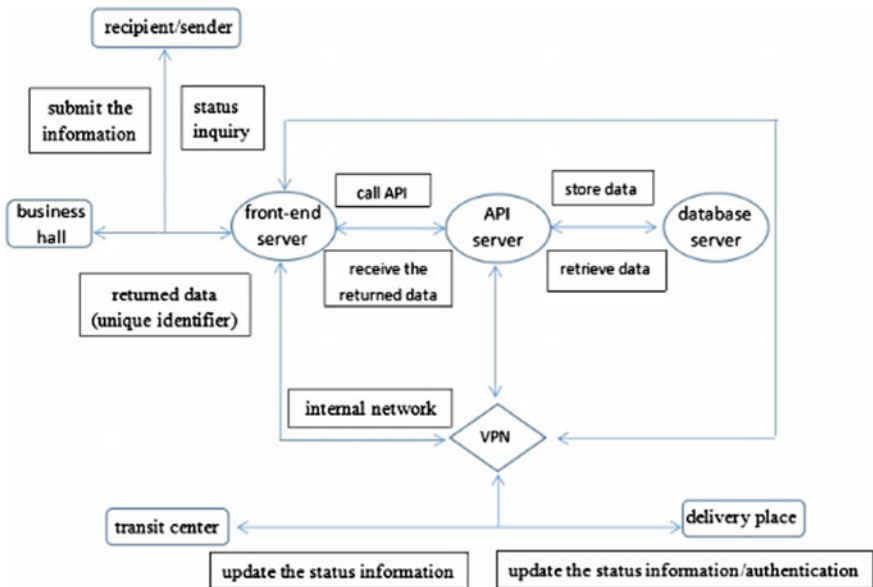 recipient/sender
submit the
information
status
inquiry
business
hall
front-end
server
call API
API
server
store data
database
server
returned data
(unique identifier)
receive the
returned data
retrieve data
internal network
VPN
transit center
delivery place
update the status information
update the status information/authentication